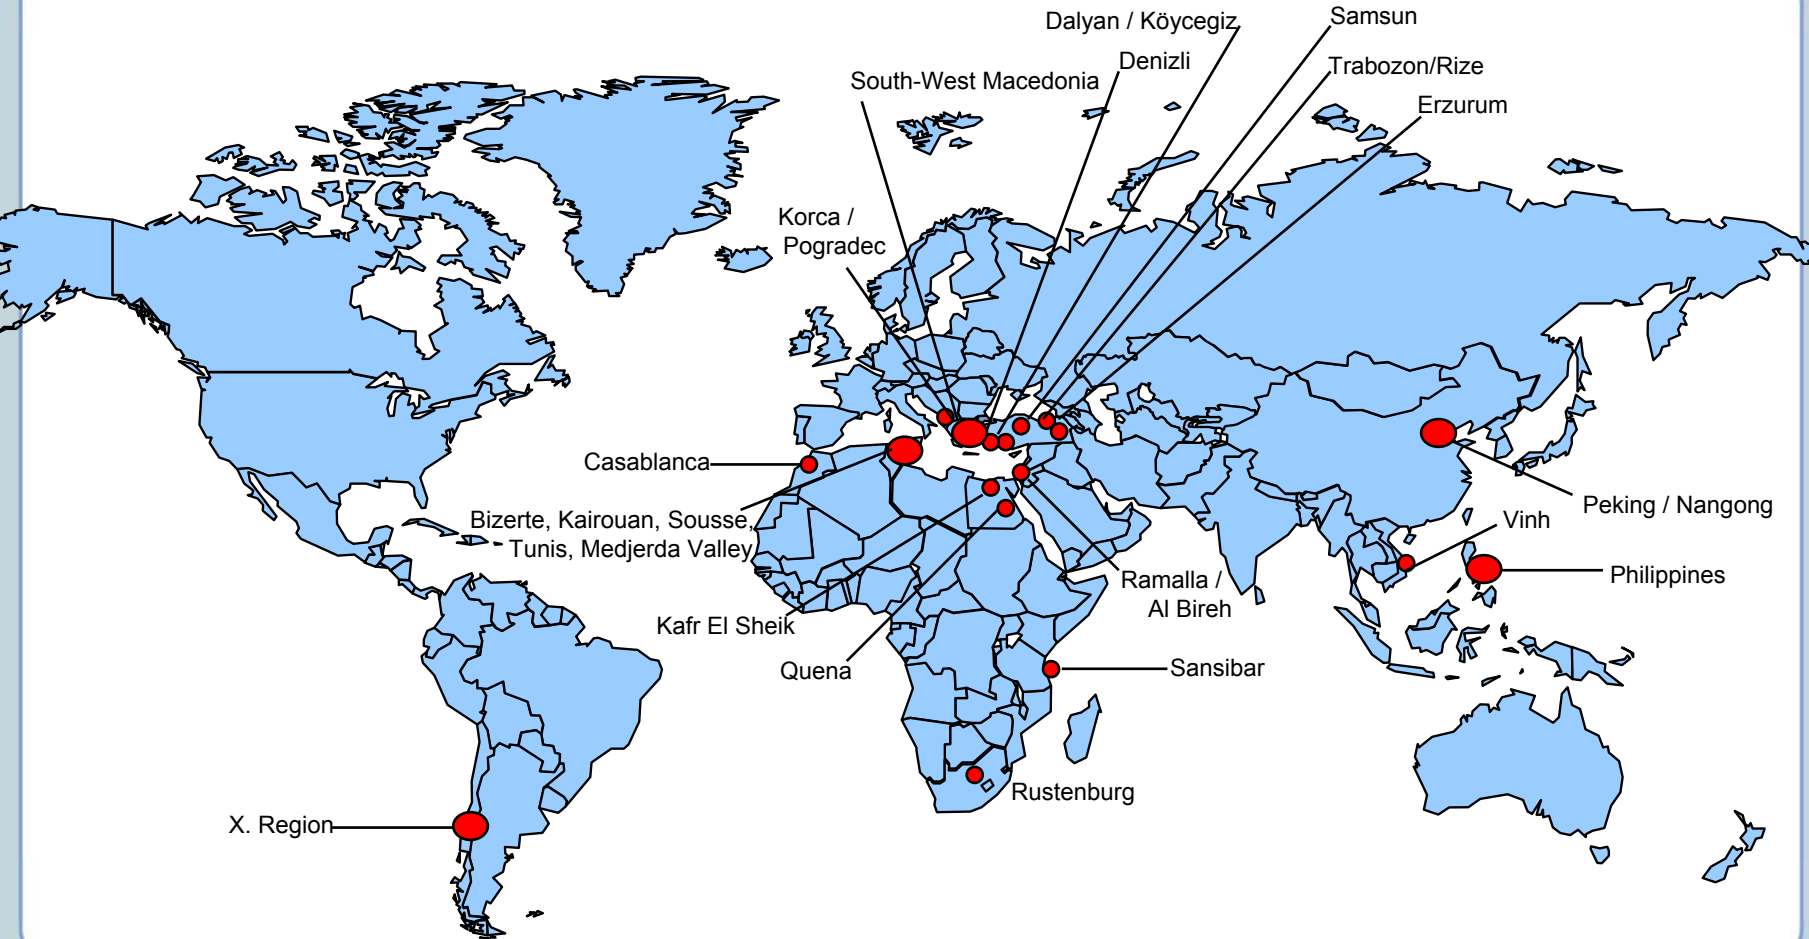 Dalyan / Köycegiz
Samsun
Denizli
Trabozon/Rize
South-West Macedonia
Erzurum
Korca /
Pogradec
Casablanca
Bizerte, Kairouan, Sousse,
Tunis, Medjerda Valley
Peking / Nangong
Vinh
Philippines
Ramalla /
Al Bireh
Kafr El Sheik
Quena
Sansibar
Rustenburg
X. Region